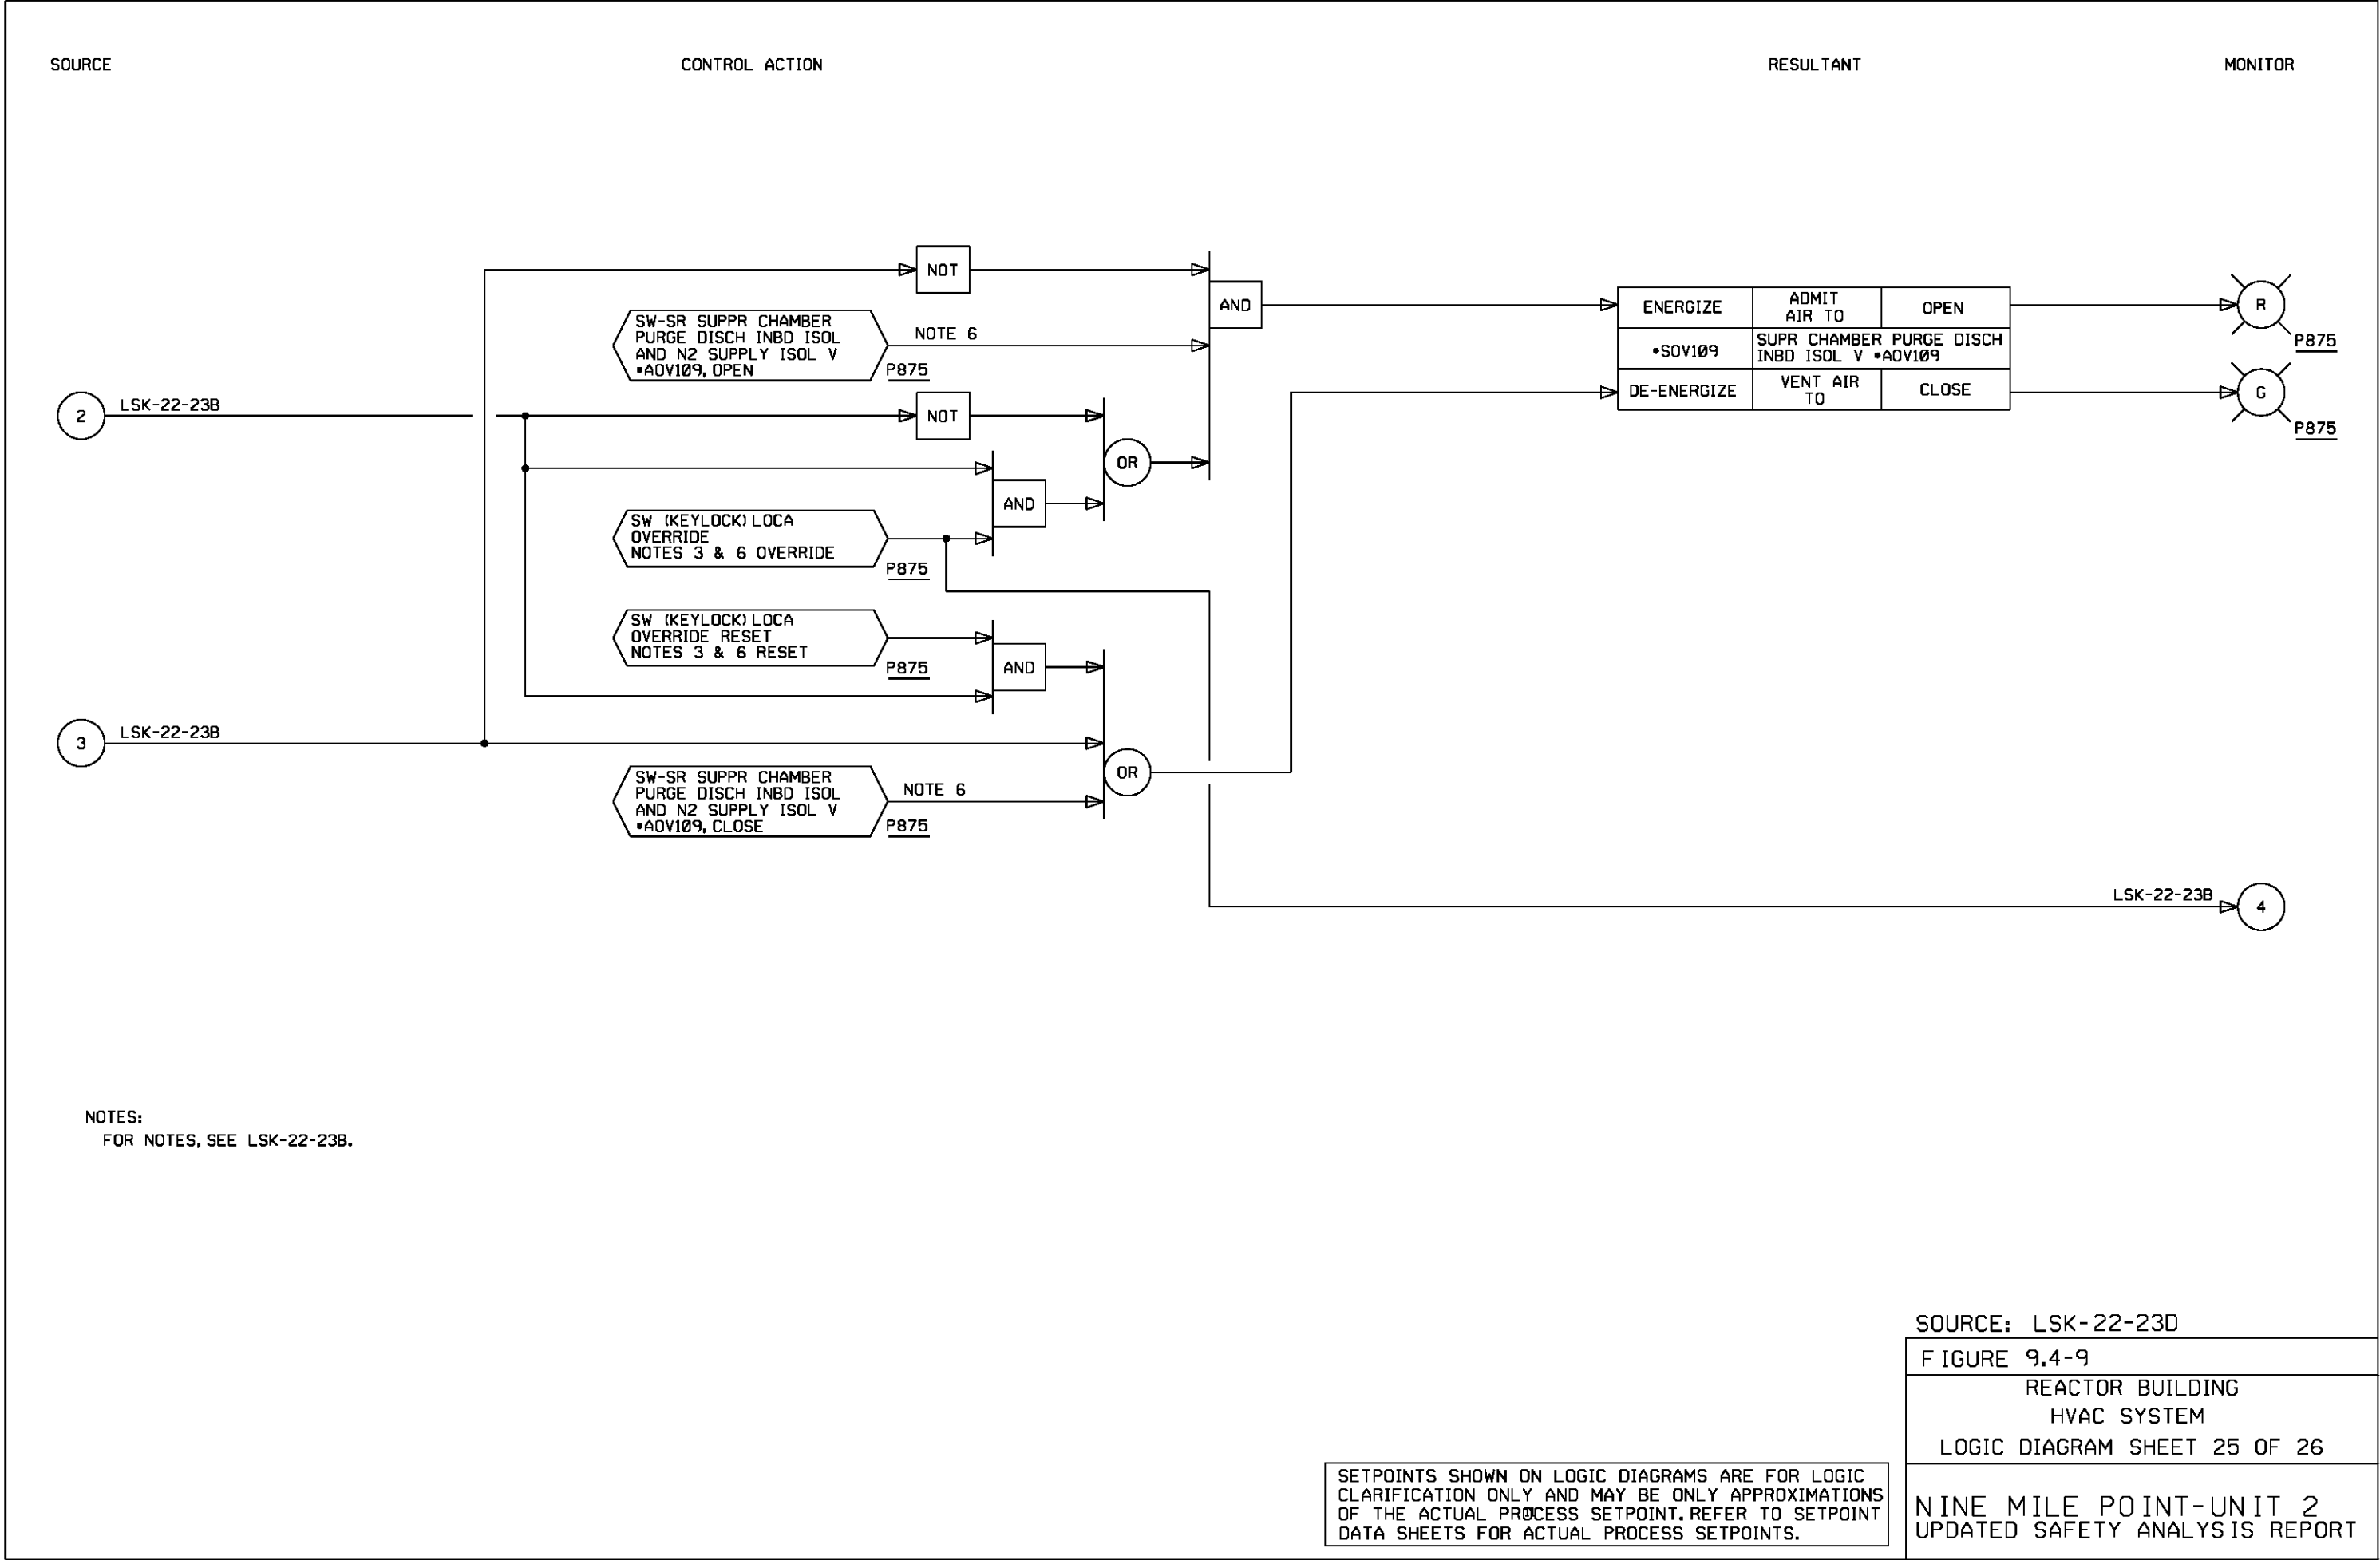 SOURCE
CONTROL ACTION
RESULTANT
MONITOR
NOT
AND
SW-SR SUPPR CHAMBER
PURGE DISCH INBD ISOL
AND N2 SUPPLY ISOL V
*AOV109, OPEN
NOTE 6
P875
ENERGIZE
ADMIT
AIR TO
OPEN
R
P875
*SOV109
SUPR CHAMBER PURGE DISCH
INBD ISOL V *AOV109
DE-ENERGIZE
VENT AIR
TO
CLOSE
G
P875
2
LSK-22-23B
NOT
OR
AND
SW (KEYLOCK) LOCA
OVERRIDE
NOTES 3 & 6 OVERRIDE
P875
SW (KEYLOCK) LOCA
OVERRIDE RESET
NOTES 3 & 6 RESET
P875
AND
3
LSK-22-23B
OR
SW-SR SUPPR CHAMBER
PURGE DISCH INBD ISOL
AND N2 SUPPLY ISOL V
*AOV109, CLOSE
NOTE 6
P875
LSK-22-23B
4
NOTES:
FOR NOTES, SEE LSK-22-23B.
SOURCE: LSK-22-23D
FIGURE 9.4-9
REACTOR BUILDING
HVAC SYSTEM
LOGIC DIAGRAM SHEET 25 OF 26
SETPOINTS SHOWN ON LOGIC DIAGRAMS ARE FOR LOGIC
CLARIFICATION ONLY AND MAY BE ONLY APPROXIMATIONS
OF THE ACTUAL PROCESS SETPOINT. REFER TO SETPOINT
DATA SHEETS FOR ACTUAL PROCESS SETPOINTS.
NINE MILE POINT-UNIT 2
UPDATED SAFETY ANALYSIS REPORT